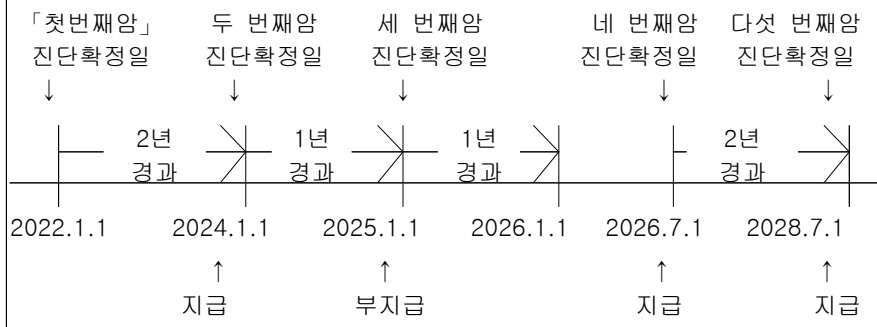 「첫번째암」 두 번째암 세 번째암 네 번째암 다섯 번째암
진단확정일 진단확정일 진단확정일 진단확정일 진단확정일
↓ ↓ ↓ ↓ ↓
2년 1년 1년 2년
경과 경과 경과 경과
2022.1.1 2024.1.1 2025.1.1 2026.1.1 2026.7.1 2028.7.1
↑ ↑ ↑ ↑
지급 부지급 지급 지급